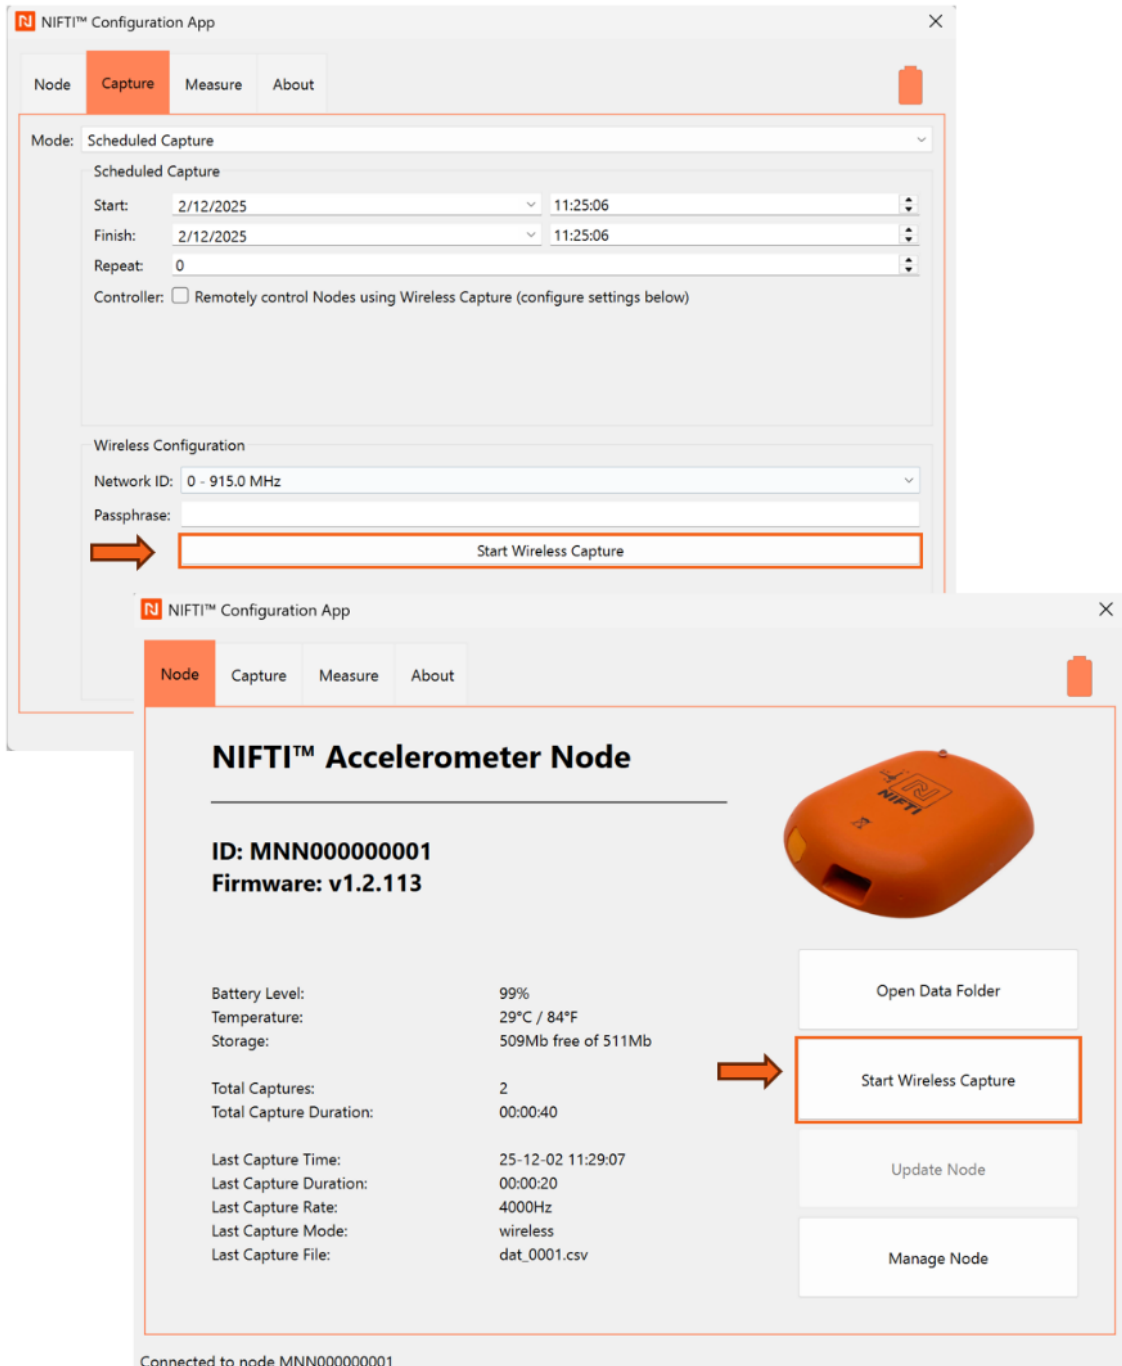 NIFTI™ Configuration App
Node Capture Measure About
Mode: Scheduled Capture
Scheduled Capture
Start: 2/12/2025 11:25:06
Finish: 2/12/2025 11:25:06
Repeat: 0
Controller: Remotely control Nodes using Wireless Capture (configure settings below)
Wireless Configuration
Network ID: 0 - 915.0 MHz
Passphrase:
Start Wireless Capture
NIFTI™ Configuration App
Node Capture Measure About
NIFTI™ Accelerometer Node
NIFTI
ID: MNN000000001
Firmware: v1.2.113
Battery Level: 99%
Temperature: 29°C / 84°F
Storage: 509Mb free of 511Mb
Total Captures: 2
Total Capture Duration: 00:00:40
Last Capture Time: 25-12-02 11:29:07
Last Capture Duration: 00:00:20
Last Capture Rate: 4000Hz
Last Capture Mode: wireless
Last Capture File: dat_0001.csv
Open Data Folder
Start Wireless Capture
Update Node
Manage Node
Connected to node MNN000000001